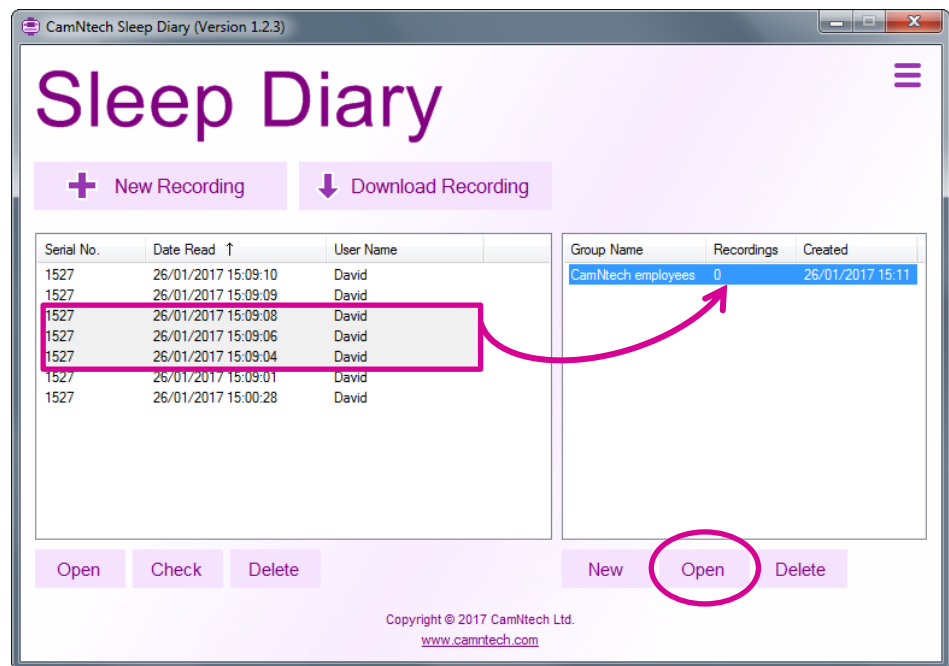 CamNtech Sleep Diary (Version 1.2.3)
Sleep Diary
New Recording
Download Recording
Serial No. Date Read ↑ User Name
1527 26/01/2017 15:09:10 David
1527 26/01/2017 15:09:09 David
1527 26/01/2017 15:09:08 David
1527 26/01/2017 15:09:06 David
1527 26/01/2017 15:09:04 David
1527 26/01/2017 15:09:01 David
1527 26/01/2017 15:00:28 David
Group Name Recordings Created
CamNtech employees 0 26/01/2017 15:11
Open Check Delete
New Open Delete
Copyright © 2017 CamNtech Ltd.
www.camntech.com